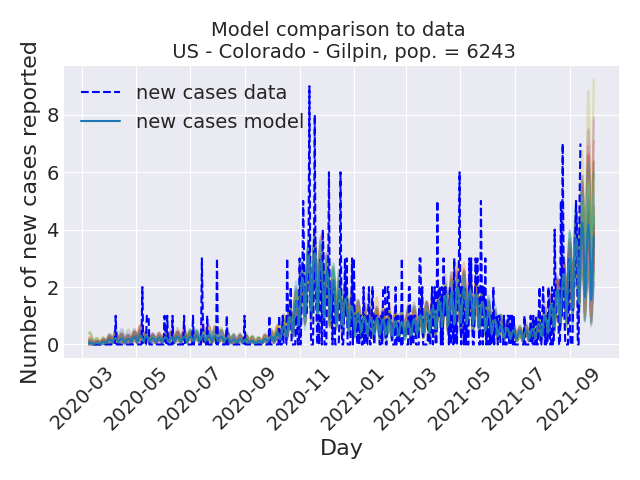 Model comparison to data
US - Colorado - Gilpin, pop. = 6243
Number of new cases reported
new cases data
new cases model
8
6
4
2
0
2020-03
2020-05
2020-07
2020-09
2020-11
2021-01
2021-03
2021-05
2021-07
2021-09
Day